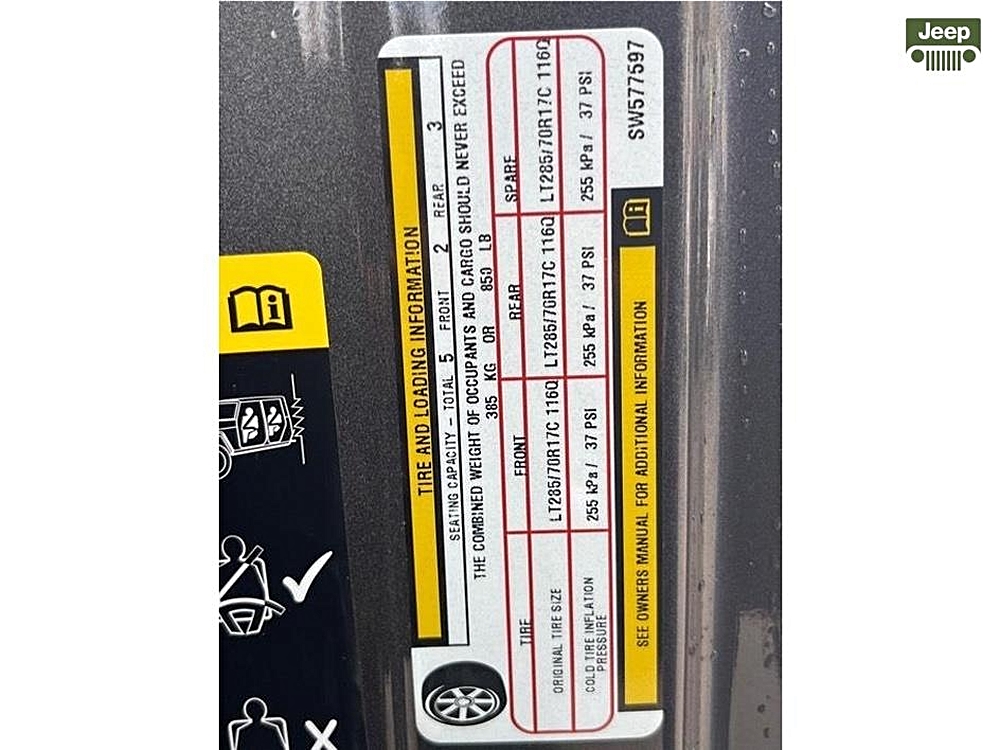 Jeep
TIRE AND LOADING INFORMATION
SEATING CAPACITY – TOTAL 5 FRONT 2 REAR 3
THE COMBINED WEIGHT OF OCCUPANTS AND CARGO SHOULD NEVER EXCEED
385 KG OR 850 LB
TIRE FRONT REAR SPARE
ORIGINAL TIRE SIZE LT285/70R17C 116Q LT285/70R17C 116Q LT285/70R17C 116Q
COLD TIRE INFLATION PRESSURE 255 kPa / 37 PSI 255 kPa / 37 PSI 255 kPa / 37 PSI
SEE OWNERS MANUAL FOR ADDITIONAL INFORMATION
SW577597